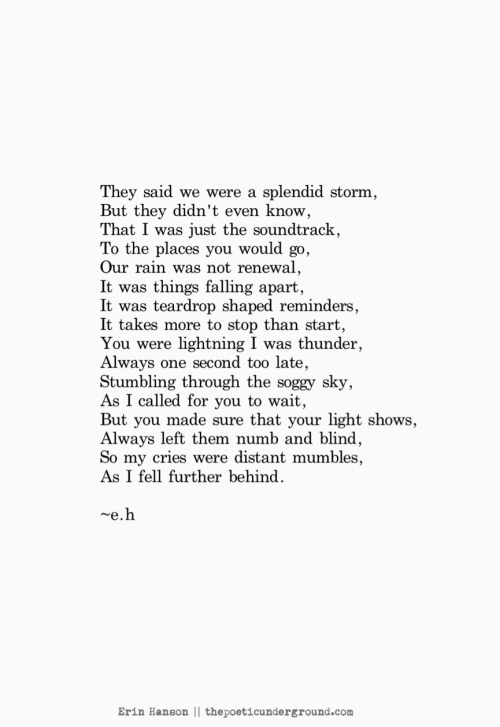 They said we were a splendid storm,
But they didn't even know,
That I was just the soundtrack,
To the places you would go,
Our rain was not renewal,
It was things falling apart,
It was teardrop shaped reminders,
It takes more to stop than start,
You were lightning I was thunder,
Always one second too late,
Stumbling through the soggy sky,
As I called for you to wait,
But you made sure that your light shows,
Always left them numb and blind,
So my cries were distant mumbles,
As I fell further behind.
~e.h
Erin Hanson || thepoeticunderground.com